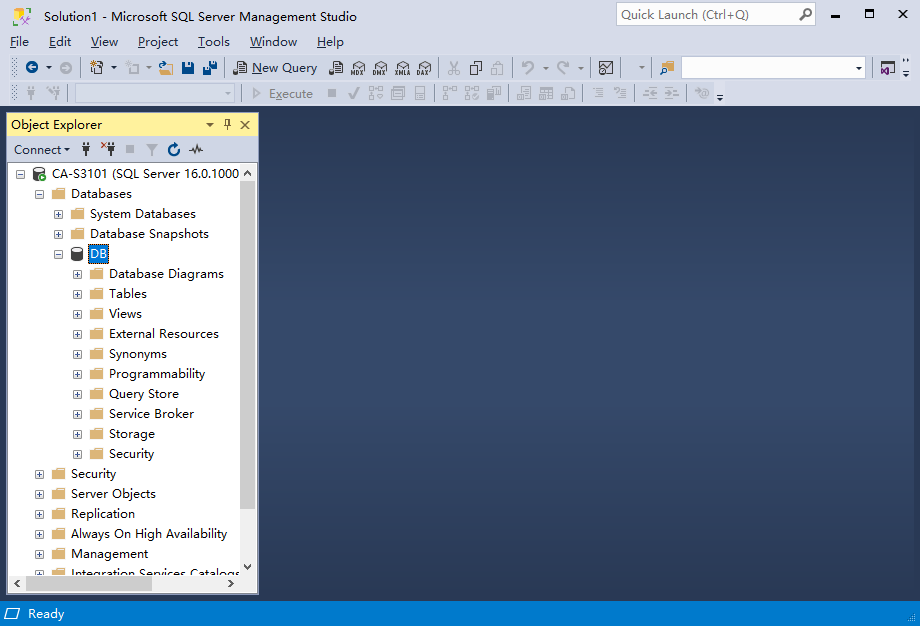 Solution1 - Microsoft SQL Server Management Studio
Quick Launch (Ctrl+Q)
File Edit View Project Tools Window Help
New Query MDX DMX XMLA DAX
Execute
Object Explorer
Connect
CA-S3101 (SQL Server 16.0.1000
Databases
System Databases
Database Snapshots
DB
Database Diagrams
Tables
Views
External Resources
Synonyms
Programmability
Query Store
Service Broker
Storage
Security
Security
Server Objects
Replication
Always On High Availability
Management
Integration Services Catalogs
Ready